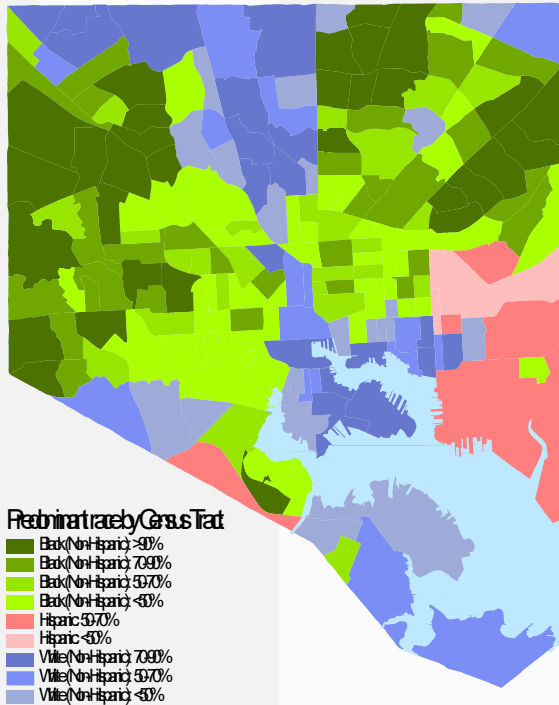 Predominant race by Census Tract
Black (Non-Hispanic): >90%
Black (Non-Hispanic): 70-90%
Black (Non-Hispanic): 50-70%
Black (Non-Hispanic): <50%
Hispanic: 50-70%
Hispanic: <50%
White (Non-Hispanic): 70-90%
White (Non-Hispanic): 50-70%
White (Non-Hispanic): <50%